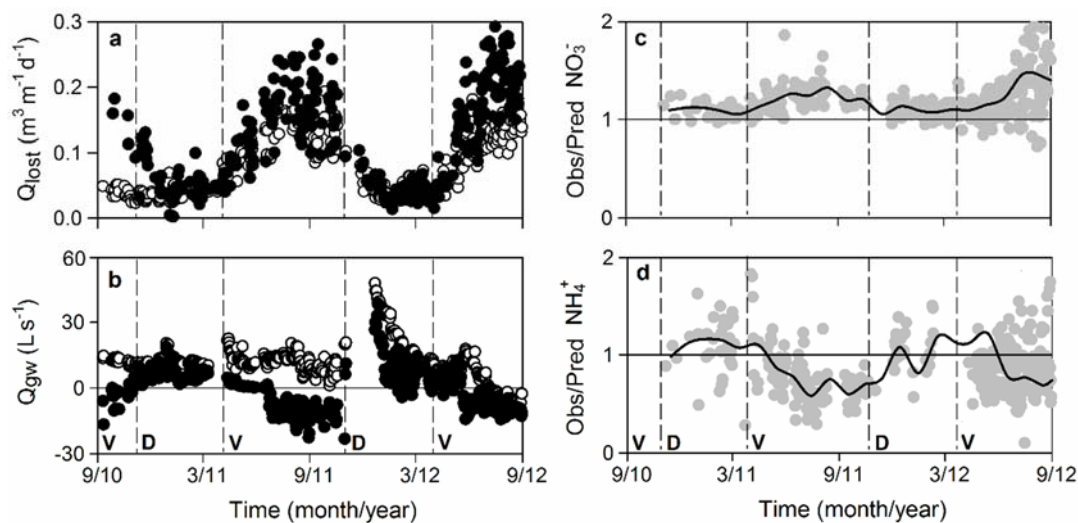 a
0.3
0.2
0.1
0.0
Q_lost (m³ m⁻¹ d⁻¹)
b
60
30
0
-30
Q_gw (L s⁻¹)
V D V D V
9/10 3/11 9/11 3/12 9/12
Time (month/year)
c
2
1
0
Obs/Pred NO₃⁻
d
2
1
0
Obs/Pred NH₄⁺
V D V D V
9/10 3/11 9/11 3/12 9/12
Time (month/year)